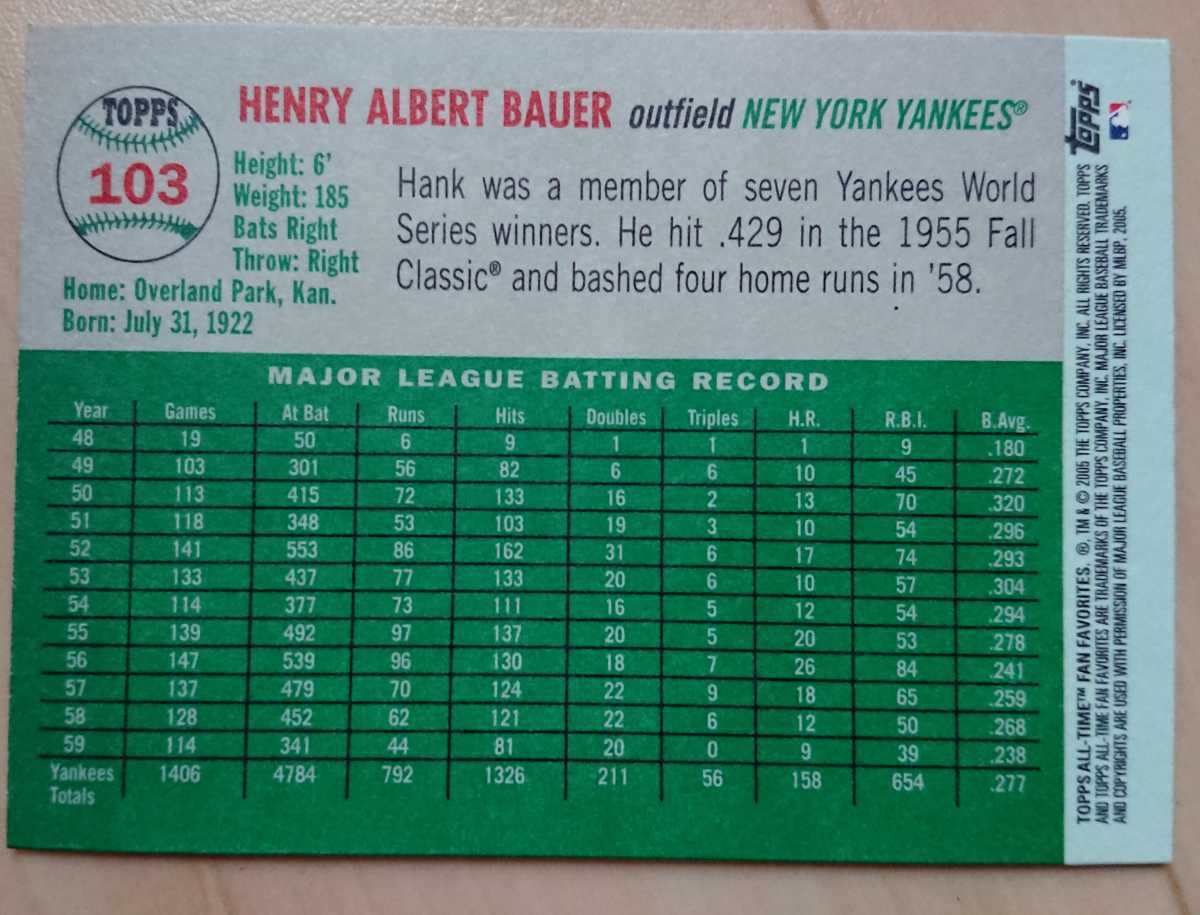 TOPPS
103
HENRY ALBERT BAUER outfield NEW YORK YANKEES®
Height: 6'
Weight: 185
Bats Right
Throw: Right
Home: Overland Park, Kan.
Born: July 31, 1922
Hank was a member of seven Yankees World
Series winners. He hit .429 in the 1955 Fall
Classic® and bashed four home runs in '58.
MAJOR LEAGUE BATTING RECORD
Year Games At Bat Runs Hits Doubles Triples H.R. R.B.I. B.Avg.
48 19 50 6 9 1 1 1 9 .180
49 103 301 56 82 6 6 10 45 .272
50 113 415 72 133 16 2 13 70 .320
51 118 348 53 103 19 3 10 54 .296
52 141 553 86 162 31 6 17 74 .293
53 133 437 77 133 20 6 10 57 .304
54 114 377 73 111 16 5 12 54 .294
55 139 492 97 137 20 5 20 53 .278
56 147 539 96 130 18 7 26 84 .241
57 137 479 70 124 22 9 18 65 .259
58 128 452 62 121 22 6 12 50 .268
59 114 341 44 81 20 0 9 39 .238
Yankees 1406 4784 792 1326 211 56 158 654 .277
Totals
Topps
TOPPS ALL-TIME™ FAN FAVORITES. ®, TM & © 2005 THE TOPPS COMPANY, INC. ALL RIGHTS RESERVED. TOPPS
AND TOPPS ALL-TIME FAN FAVORITES ARE TRADEMARKS OF THE TOPPS COMPANY, INC. MAJOR LEAGUE BASEBALL TRADEMARKS
AND COPYRIGHTS ARE USED WITH PERMISSION OF MAJOR LEAGUE BASEBALL PROPERTIES, INC. LICENSED BY MLBP, 2005.